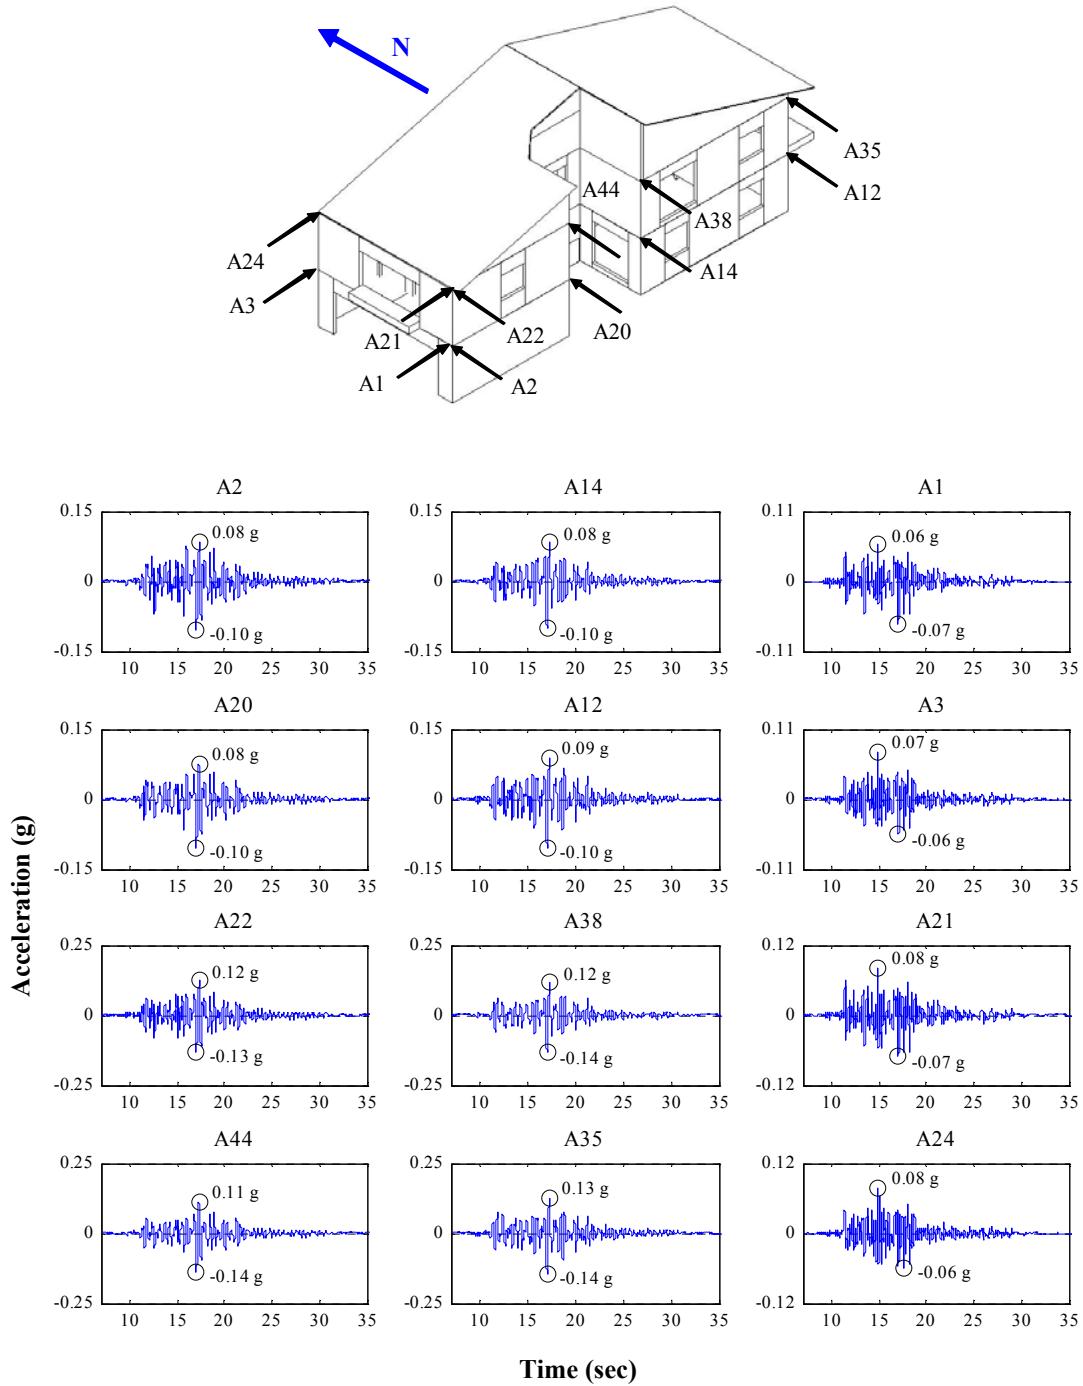 N
A35
A44
A12
A38
A24
A14
A3
A21
A22
A20
A1
A2
A2
A14
A1
0.15
0.08 g
0
-0.10 g
-0.15
10 15 20 25 30 35
0.15
0.08 g
0
-0.10 g
-0.15
10 15 20 25 30 35
0.11
0.06 g
0
-0.07 g
-0.11
10 15 20 25 30 35
A20
A12
A3
0.15
0.08 g
0
-0.10 g
-0.15
10 15 20 25 30 35
0.15
0.09 g
0
-0.10 g
-0.15
10 15 20 25 30 35
0.11
0.07 g
0
-0.06 g
-0.11
10 15 20 25 30 35
Acceleration (g)
A22
A38
A21
0.25
0.12 g
0
-0.13 g
-0.25
10 15 20 25 30 35
0.25
0.12 g
0
-0.14 g
-0.25
10 15 20 25 30 35
0.12
0.08 g
0
-0.07 g
-0.12
10 15 20 25 30 35
A44
A35
A24
0.25
0.11 g
0
-0.14 g
-0.25
10 15 20 25 30 35
0.25
0.13 g
0
-0.14 g
-0.25
10 15 20 25 30 35
0.12
0.08 g
0
-0.06 g
-0.12
10 15 20 25 30 35
Time (sec)